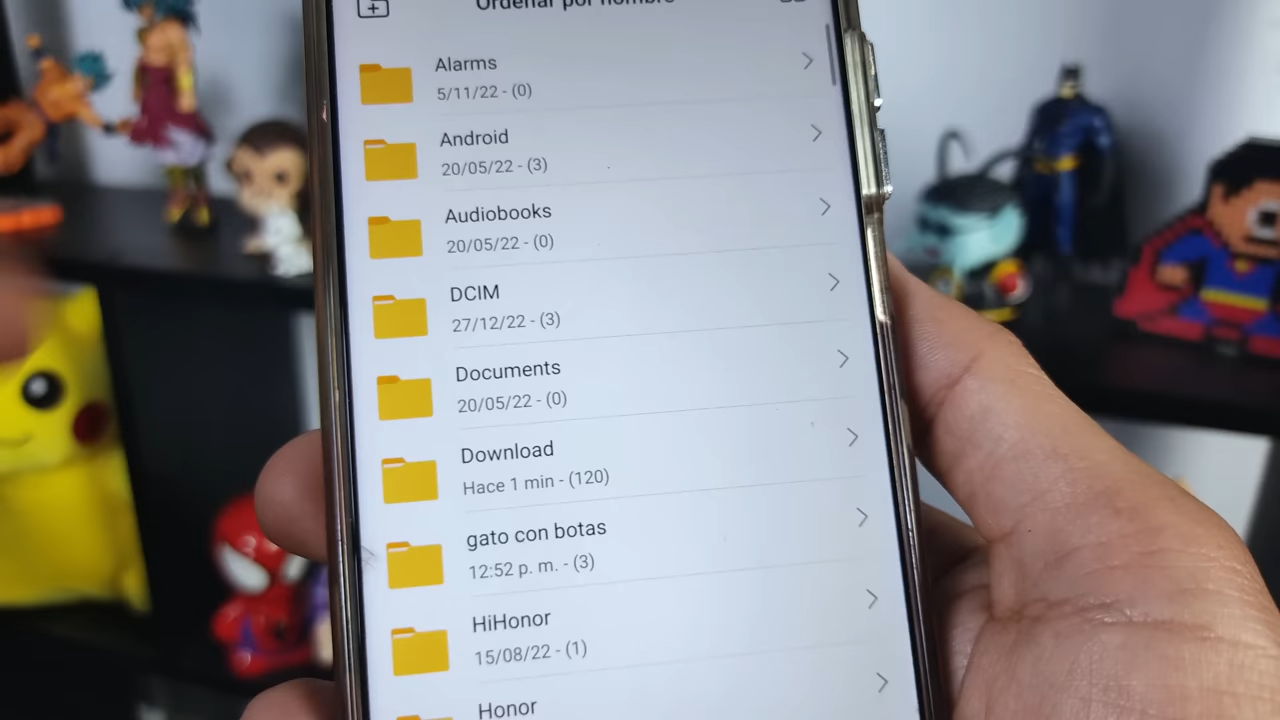 Ordenar por nombre
Alarms
5/11/22 - (0)
Android
20/05/22 - (3)
Audiobooks
20/05/22 - (0)
DCIM
27/12/22 - (3)
Documents
20/05/22 - (0)
Download
Hace 1 min - (120)
gato con botas
12:52 p. m. - (3)
HiHonor
15/08/22 - (1)
Honor